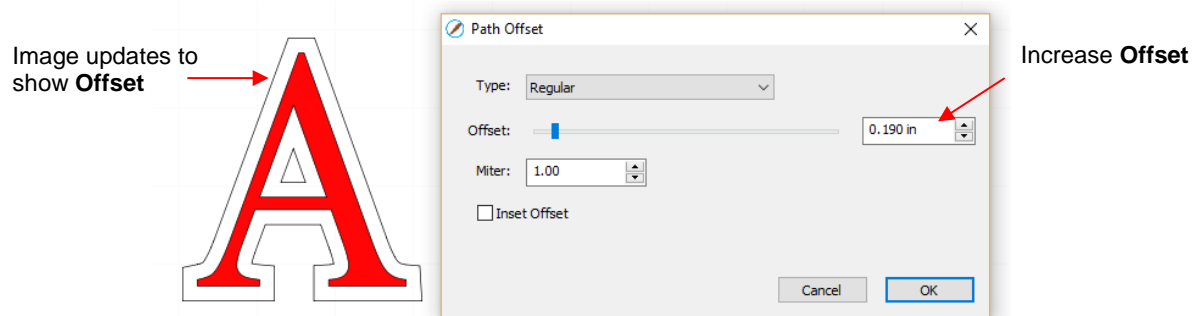 Image updates to
show Offset
A
Path Offset
Type: Regular
Offset: 0.190 in
Miter: 1.00
Inset Offset
Cancel OK
Increase Offset